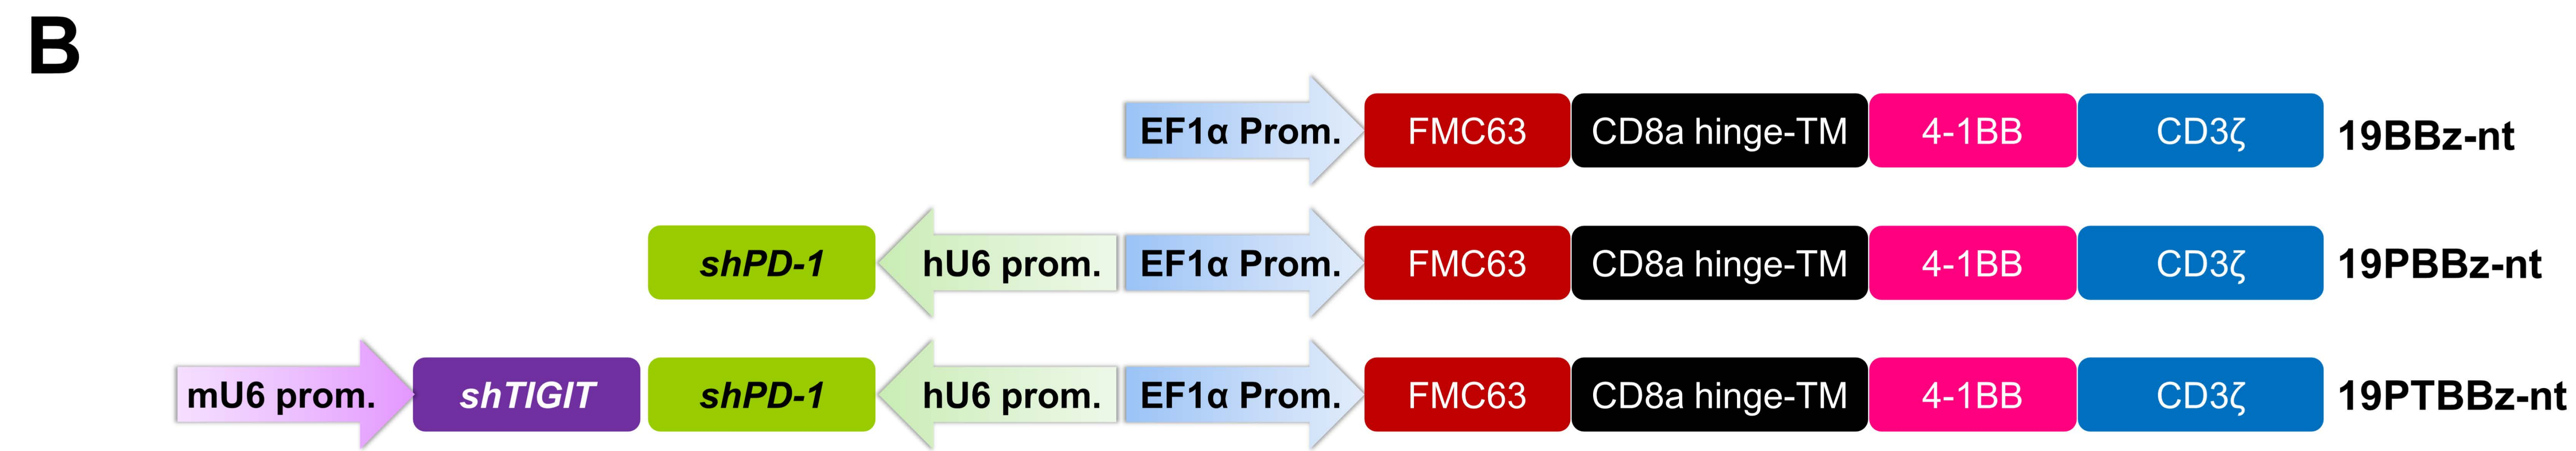 B
EF1α Prom. FMC63 CD8a hinge-TM 4-1BB CD3ζ 19BBz-nt
shPD-1 hU6 prom. EF1α Prom. FMC63 CD8a hinge-TM 4-1BB CD3ζ 19PBBz-nt
mU6 prom. shTIGIT shPD-1 hU6 prom. EF1α Prom. FMC63 CD8a hinge-TM 4-1BB CD3ζ 19PTBBz-nt